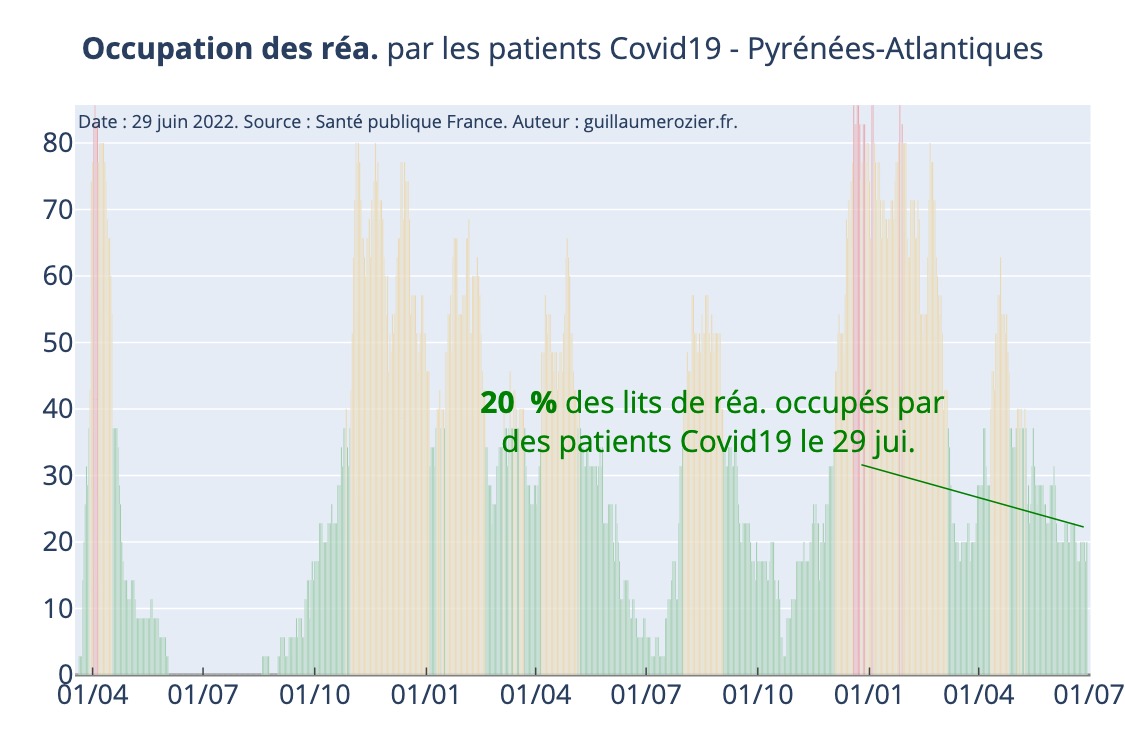 Occupation des réa. par les patients Covid19 - Pyrénées-Atlantiques
Date : 29 juin 2022. Source : Santé publique France. Auteur : guillaumerozier.fr.
80
70
60
50
40
30
20
10
0
20  % des lits de réa. occupés par
des patients Covid19 le 29 jui.
01/04 01/07 01/10 01/01 01/04 01/07 01/10 01/01 01/04 01/07